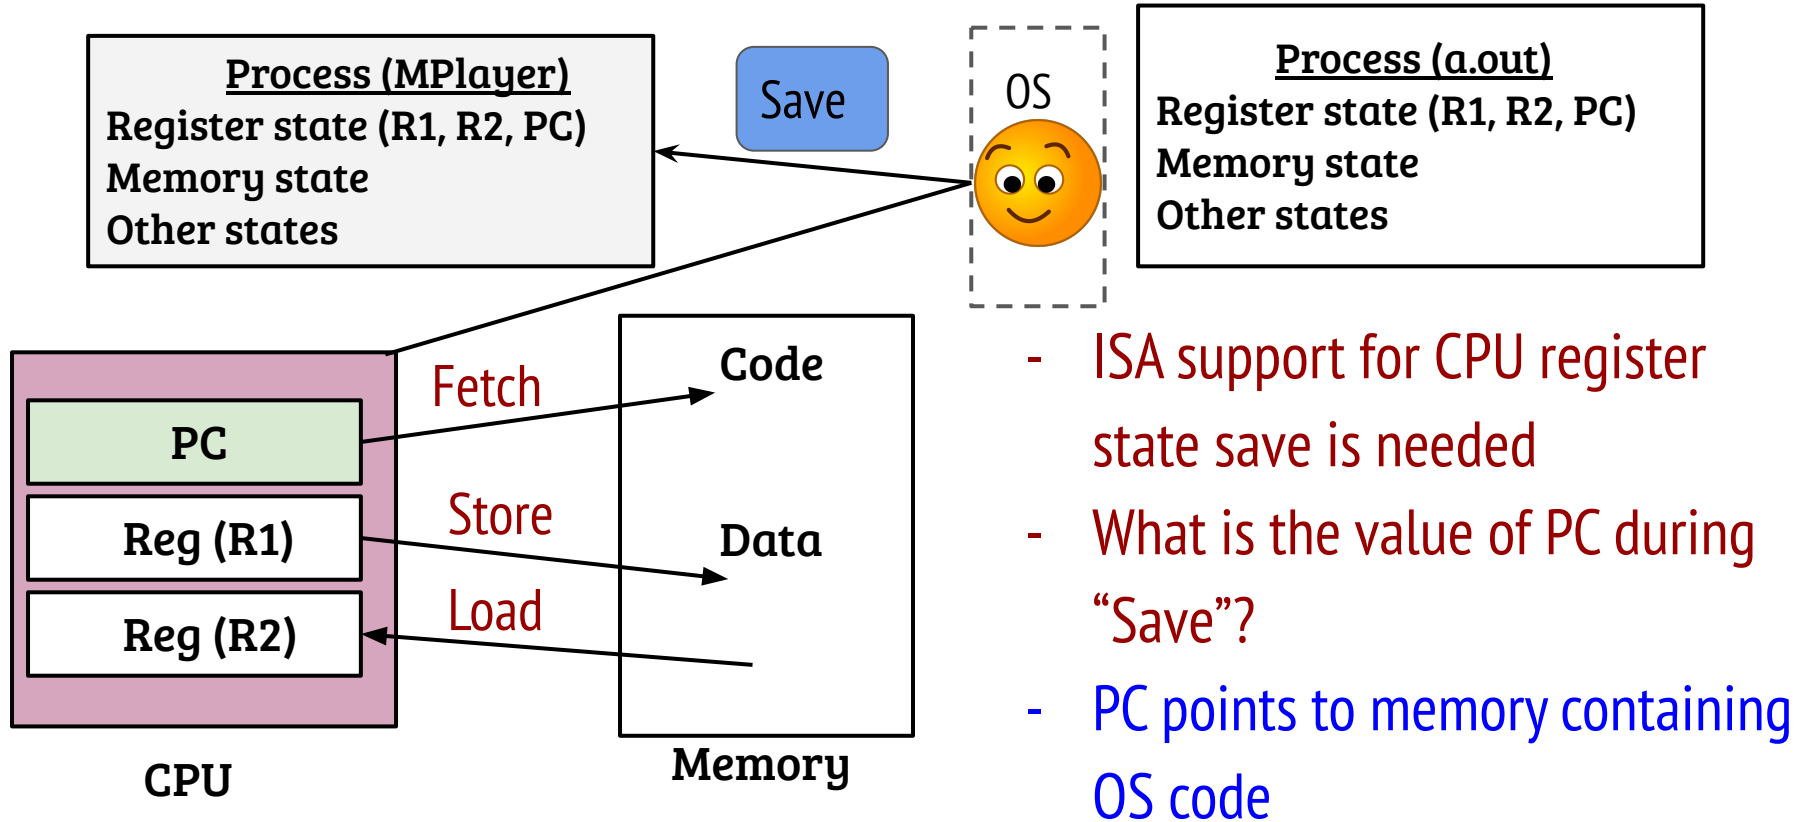 Process (MPlayer)
Register state (R1, R2, PC)
Memory state
Other states
Save
OS
Process (a.out)
Register state (R1, R2, PC)
Memory state
Other states
PC
Reg (R1)
Reg (R2)
CPU
Fetch
Store
Load
Code
Data
Memory
- ISA support for CPU register
state save is needed
- What is the value of PC during
“Save”?
- PC points to memory containing
OS code